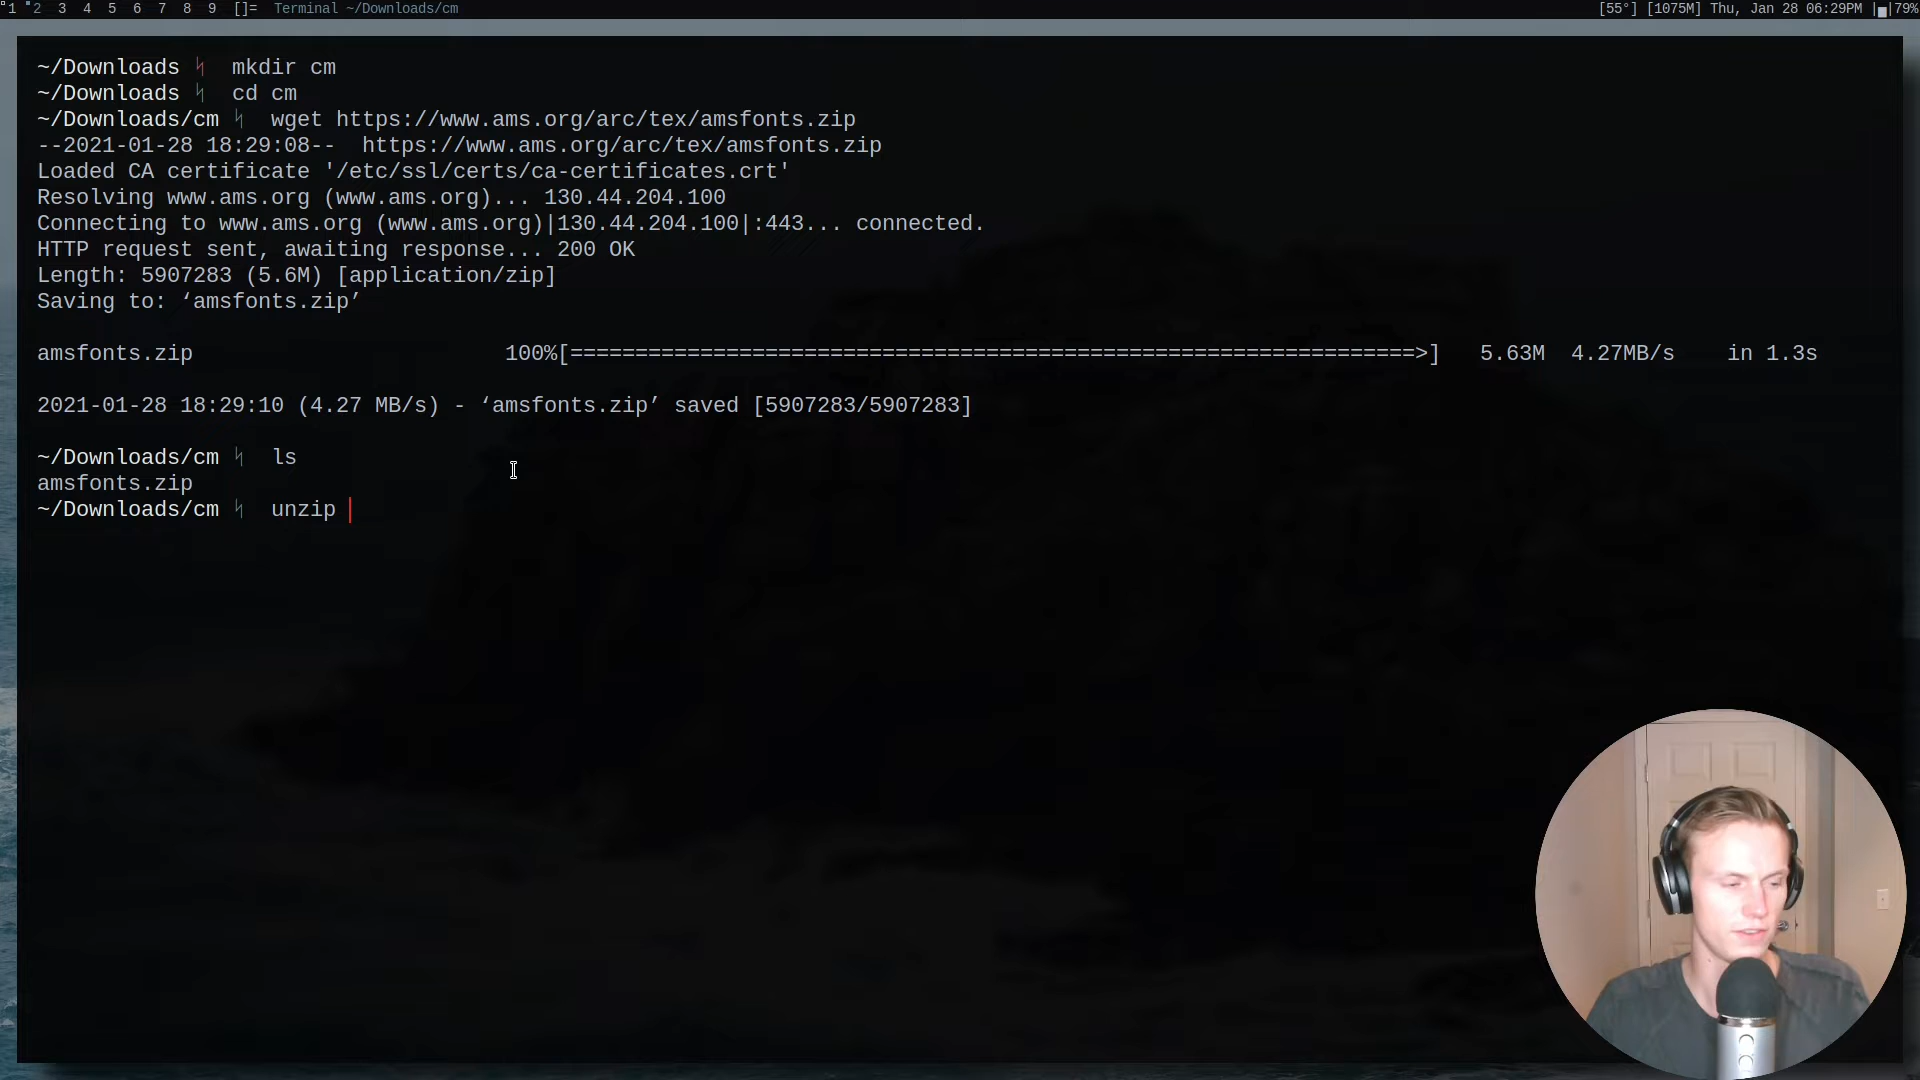 1 2 3 4 5 6 7 8 9 []= Terminal ~/Downloads/cm [55°] [1075M] Thu, Jan 28 06:29PM | |79%
~/Downloads ᛋ mkdir cm
~/Downloads ᛋ cd cm
~/Downloads/cm ᛋ wget https://www.ams.org/arc/tex/amsfonts.zip
--2021-01-28 18:29:08-- https://www.ams.org/arc/tex/amsfonts.zip
Loaded CA certificate '/etc/ssl/certs/ca-certificates.crt'
Resolving www.ams.org (www.ams.org)... 130.44.204.100
Connecting to www.ams.org (www.ams.org)|130.44.204.100|:443... connected.
HTTP request sent, awaiting response... 200 OK
Length: 5907283 (5.6M) [application/zip]
Saving to: ‘amsfonts.zip’
amsfonts.zip 100%[=================================================================>] 5.63M 4.27MB/s in 1.3s
2021-01-28 18:29:10 (4.27 MB/s) - ‘amsfonts.zip’ saved [5907283/5907283]
~/Downloads/cm ᛋ ls
amsfonts.zip
~/Downloads/cm ᛋ unzip